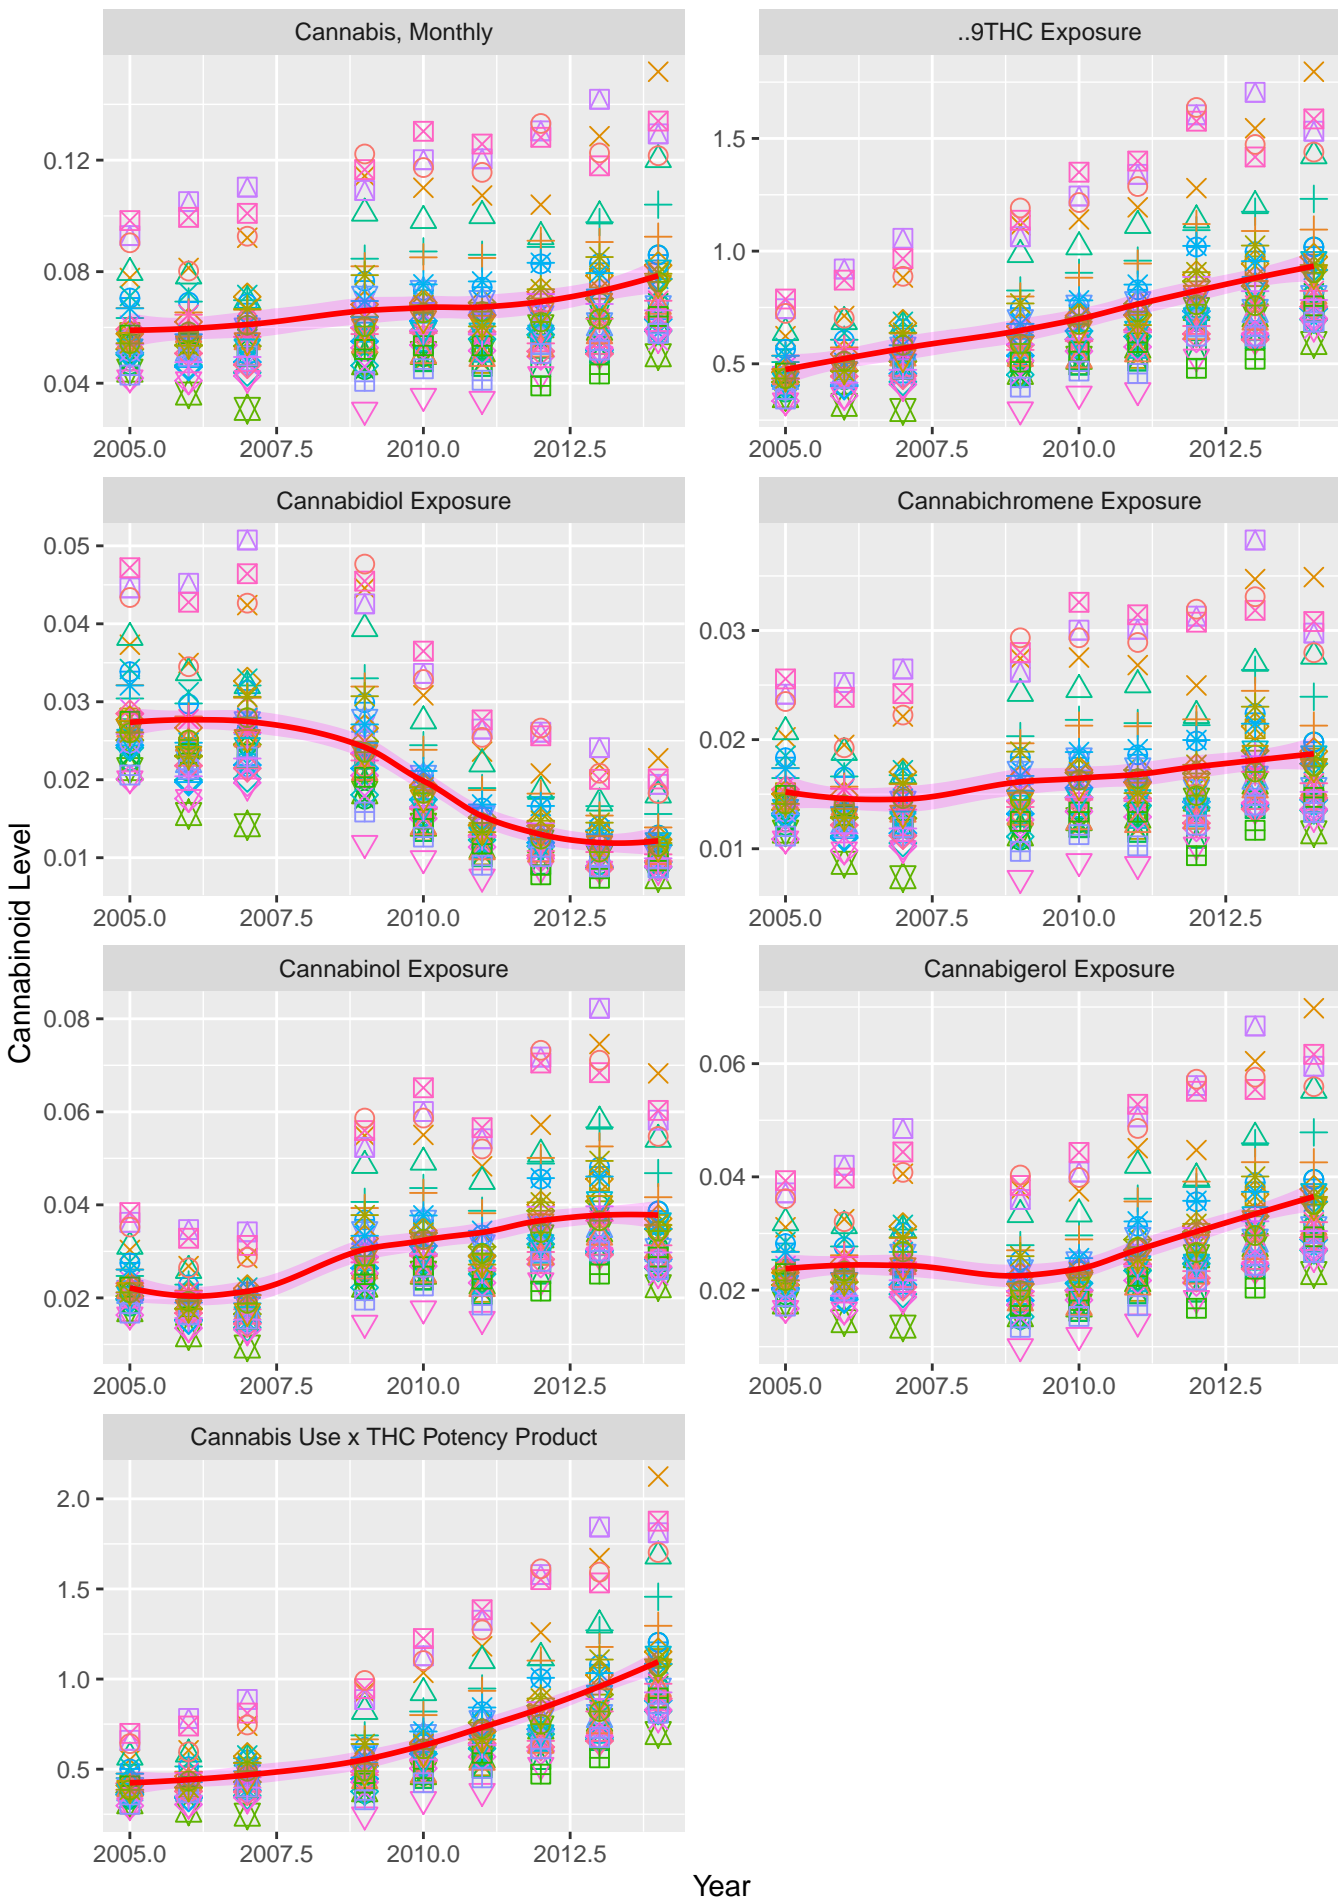 Cannabis, Monthly
..9THC Exposure
0.12
0.08
0.04
1.5
1.0
0.5
2005.0 2007.5 2010.0 2012.5
2005.0 2007.5 2010.0 2012.5
Cannabidiol Exposure
Cannabichromene Exposure
0.05
0.04
0.03
0.02
0.01
0.03
0.02
0.01
2005.0 2007.5 2010.0 2012.5
2005.0 2007.5 2010.0 2012.5
Cannabinoid Level
Cannabinol Exposure
Cannabigerol Exposure
0.08
0.06
0.04
0.02
0.06
0.04
0.02
2005.0 2007.5 2010.0 2012.5
2005.0 2007.5 2010.0 2012.5
Cannabis Use x THC Potency Product
2.0
1.5
1.0
0.5
2005.0 2007.5 2010.0 2012.5
Year